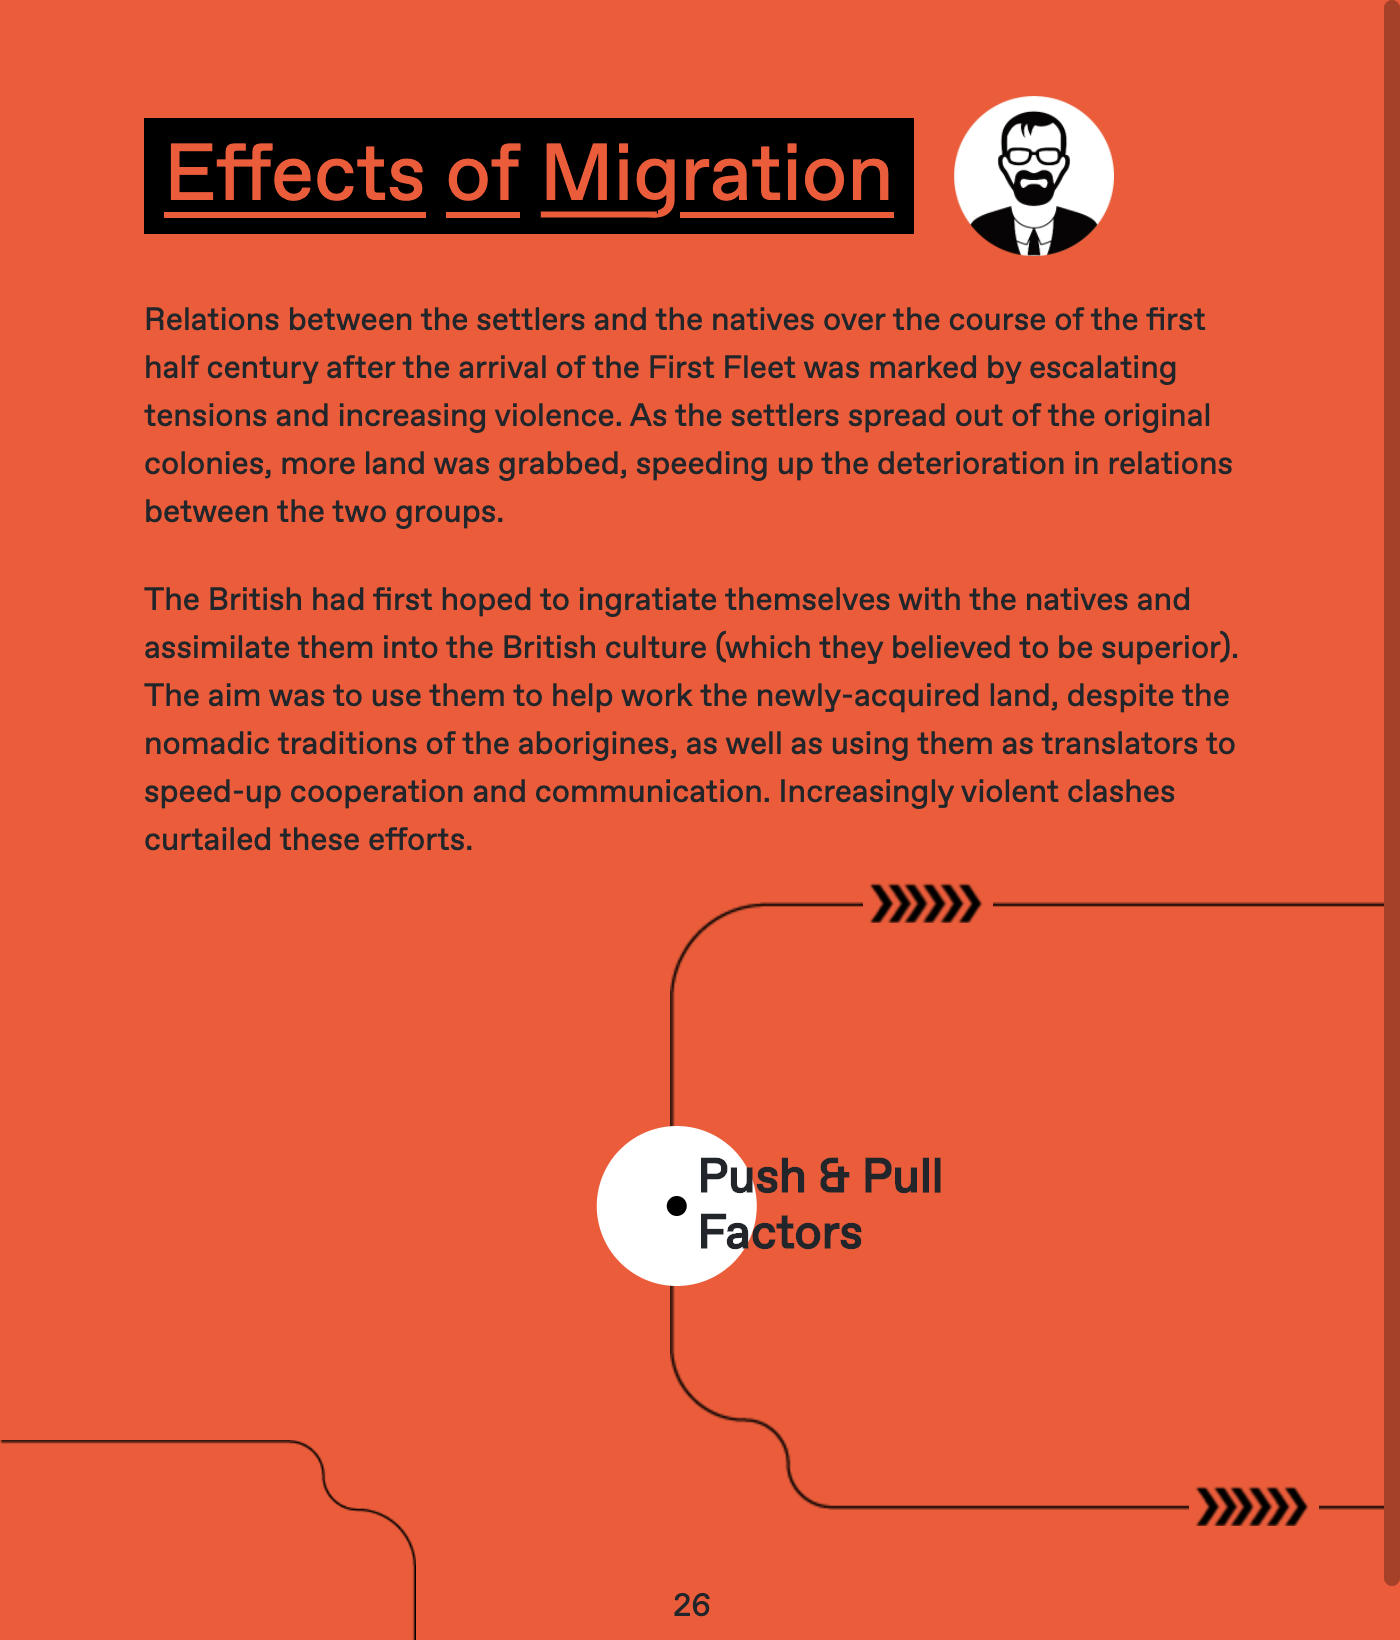 Effects of Migration
Relations between the settlers and the natives over the course of the first
half century after the arrival of the First Fleet was marked by escalating
tensions and increasing violence. As the settlers spread out of the original
colonies, more land was grabbed, speeding up the deterioration in relations
between the two groups.
The British had first hoped to ingratiate themselves with the natives and
assimilate them into the British culture (which they believed to be superior).
The aim was to use them to help work the newly-acquired land, despite the
nomadic traditions of the aborigines, as well as using them as translators to
speed-up cooperation and communication. Increasingly violent clashes
curtailed these efforts.
Push & Pull
Factors
26